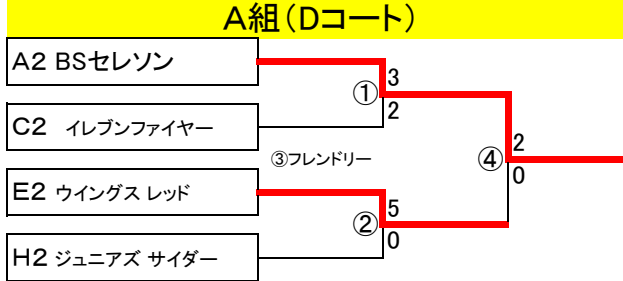 A組(Dコート)
A2 BSセレソン
3
①
2
C2 イレブンファイヤー
③フレンドリー
2
④
0
E2 ウイングス レッド
5
②
0
H2 ジュニアズ サイダー